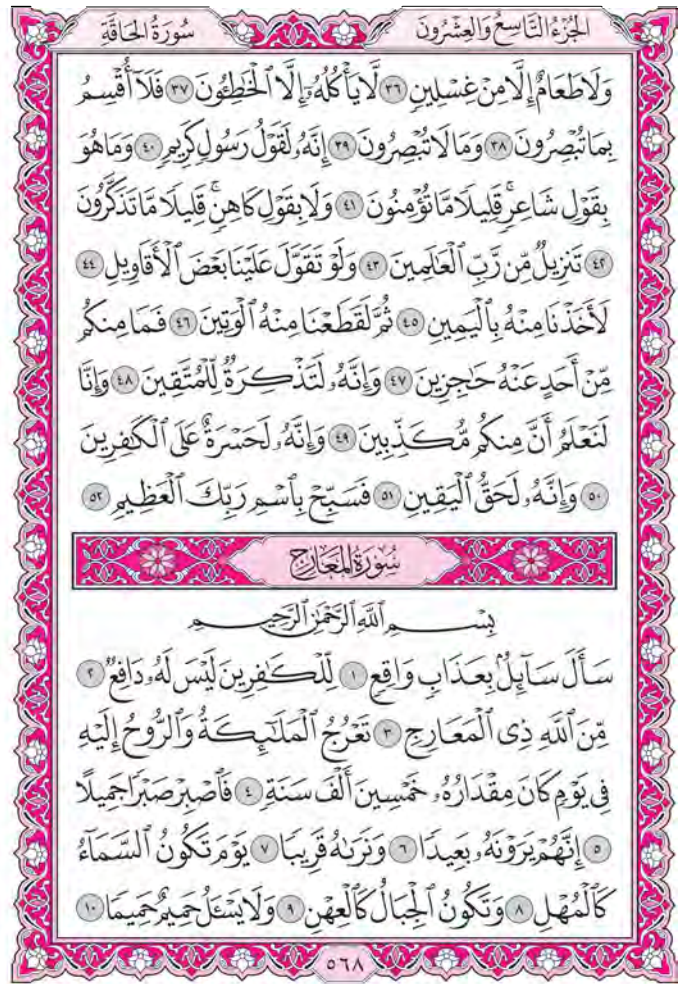 الجُزْءُ التَّاسِعُ وَالعِشْرُونَ
سُورَةُ الحَاقَّةِ
وَلَا طَعَامٌ إِلَّا مِنْ غِسْلِينٍ ٣٦ لَّا يَأْكُلُهُۥٓ إِلَّا ٱلْخَٰطِـُٔونَ ٣٧ فَلَآ أُقْسِمُ
بِمَا تُبْصِرُونَ ٣٨ وَمَا لَا تُبْصِرُونَ ٣٩ إِنَّهُۥ لَقَوْلُ رَسُولٍ كَرِيمٍ ٤٠ وَمَا هُوَ
بِقَوْلِ شَاعِرٍ ۚ قَلِيلًا مَّا تُؤْمِنُونَ ٤١ وَلَا بِقَوْلِ كَاهِنٍ ۚ قَلِيلًا مَّا تَذَكَّرُونَ
٤٢ تَنزِيلٌ مِّن رَّبِّ ٱلْعَٰلَمِينَ ٤٣ وَلَوْ تَقَوَّلَ عَلَيْنَا بَعْضَ ٱلْأَقَاوِيلِ ٤٤
لَأَخَذْنَا مِنْهُ بِٱلْيَمِينِ ٤٥ ثُمَّ لَقَطَعْنَا مِنْهُ ٱلْوَتِينَ ٤٦ فَمَا مِنكُم
مِّنْ أَحَدٍ عَنْهُ حَٰجِزِينَ ٤٧ وَإِنَّهُۥ لَتَذْكِرَةٌ لِّلْمُتَّقِينَ ٤٨ وَإِنَّا
لَنَعْلَمُ أَنَّ مِنكُم مُّكَذِّبِينَ ٤٩ وَإِنَّهُۥ لَحَسْرَةٌ عَلَى ٱلْكَٰفِرِينَ
٥٠ وَإِنَّهُۥ لَحَقُّ ٱلْيَقِينِ ٥١ فَسَبِّحْ بِٱسْمِ رَبِّكَ ٱلْعَظِيمِ ٥٢
سُورَةُ المَعَارِجِ
بِسْمِ ٱللَّهِ ٱلرَّحْمَٰنِ ٱلرَّحِيمِ
سَأَلَ سَآئِلٌۢ بِعَذَابٍ وَاقِعٍ ١ لِّلْكَٰفِرِينَ لَيْسَ لَهُۥ دَافِعٌ ٢
مِّنَ ٱللَّهِ ذِى ٱلْمَعَارِجِ ٣ تَعْرُجُ ٱلْمَلَٰٓئِكَةُ وَٱلرُّوحُ إِلَيْهِ
فِى يَوْمٍ كَانَ مِقْدَارُهُۥ خَمْسِينَ أَلْفَ سَنَةٍ ٤ فَٱصْبِرْ صَبْرًا جَمِيلًا
٥ إِنَّهُمْ يَرَوْنَهُۥ بَعِيدًا ٦ وَنَرَىٰهُ قَرِيبًا ٧ يَوْمَ تَكُونُ ٱلسَّمَآءُ
كَٱلْمُهْلِ ٨ وَتَكُونُ ٱلْجِبَالُ كَٱلْعِهْنِ ٩ وَلَا يَسْـَٔلُ حَمِيمٌ حَمِيمًا ١٠
٥٦٨